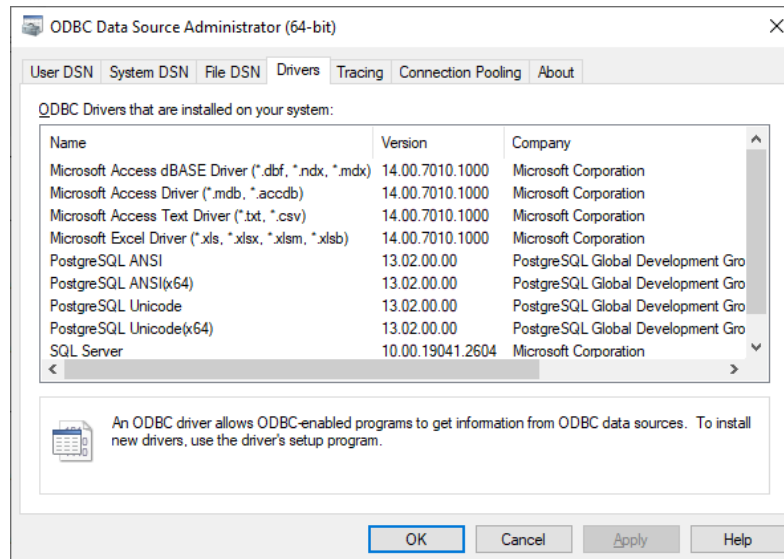 ODBC Data Source Administrator (64-bit)
User DSN System DSN File DSN Drivers Tracing Connection Pooling About
ODBC Drivers that are installed on your system:
Name Version Company
Microsoft Access dBASE Driver (*.dbf, *.ndx, *.mdx) 14.00.7010.1000 Microsoft Corporation
Microsoft Access Driver (*.mdb, *.accdb) 14.00.7010.1000 Microsoft Corporation
Microsoft Access Text Driver (*.txt, *.csv) 14.00.7010.1000 Microsoft Corporation
Microsoft Excel Driver (*.xls, *.xlsx, *.xlsm, *.xlsb) 14.00.7010.1000 Microsoft Corporation
PostgreSQL ANSI 13.02.00.00 PostgreSQL Global Development Gro
PostgreSQL ANSI(x64) 13.02.00.00 PostgreSQL Global Development Gro
PostgreSQL Unicode 13.02.00.00 PostgreSQL Global Development Gro
PostgreSQL Unicode(x64) 13.02.00.00 PostgreSQL Global Development Gro
SQL Server 10.00.19041.2604 Microsoft Corporation
An ODBC driver allows ODBC-enabled programs to get information from ODBC data sources. To install
new drivers, use the driver's setup program.
OK Cancel Apply Help